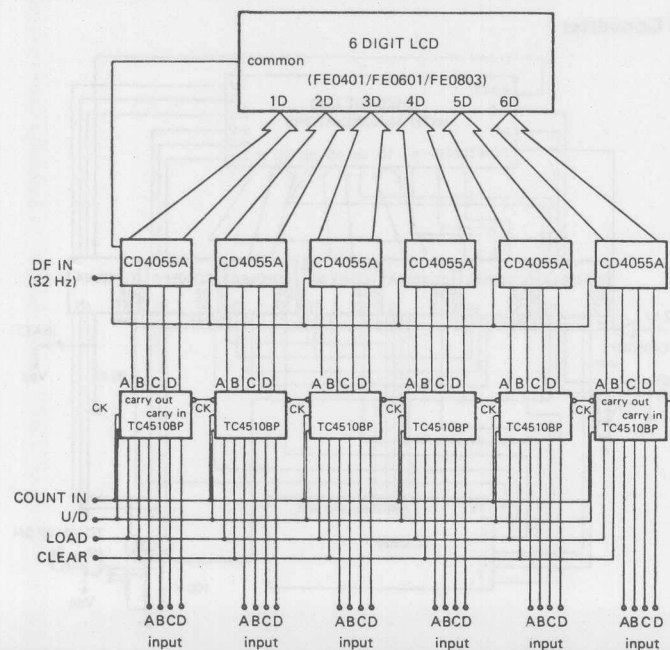 6 DIGIT LCD
common
(FE0401/FE0601/FE0803)
1D 2D 3D 4D 5D 6D
CD4055A CD4055A CD4055A CD4055A CD4055A CD4055A
DF IN
(32 Hz)
A B C D A B C D A B C D A B C D A B C D A B C D
CK carry out CK CK CK CK CK carry out
carry in carry in
TC4510BP TC4510BP TC4510BP TC4510BP TC4510BP TC4510BP
COUNT IN
U/D
LOAD
CLEAR
ABCD ABCD ABCD ABCD ABCD ABCD
input input input input input input